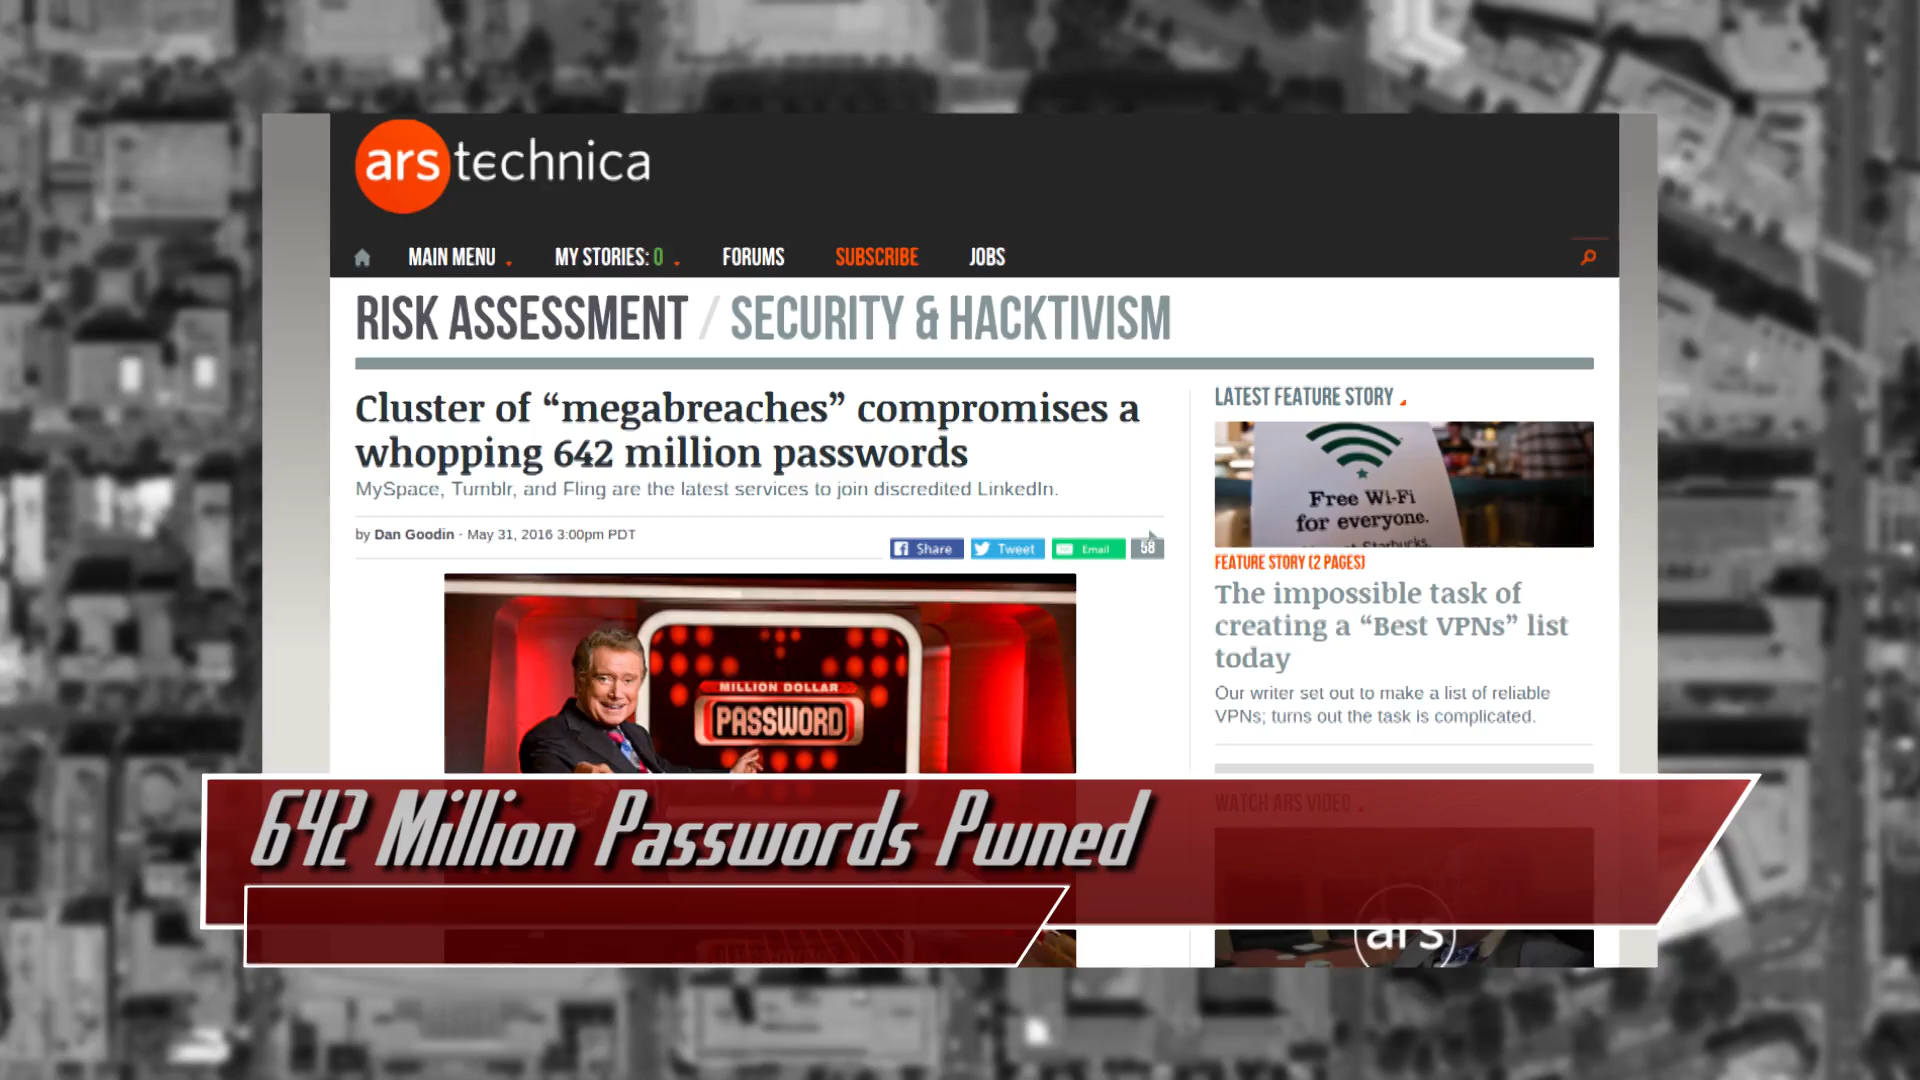 ars technica
MAIN MENU
MY STORIES: 0
FORUMS
SUBSCRIBE
JOBS
RISK ASSESSMENT / SECURITY & HACKTIVISM
Cluster of “megabreaches” compromises a
whopping 642 million passwords
MySpace, Tumblr, and Fling are the latest services to join discredited LinkedIn.
by Dan Goodin - May 31, 2016 3:00pm PDT
Share
Tweet
Email
58
MILLION DOLLAR
PASSWORD
LATEST FEATURE STORY
Free Wi-Fi
for everyone.
Starbucks.
FEATURE STORY (2 PAGES)
The impossible task of
creating a “Best VPNs” list
today
Our writer set out to make a list of reliable
VPNs; turns out the task is complicated.
WATCH ARS VIDEO
ars
642 Million Passwords Pwned